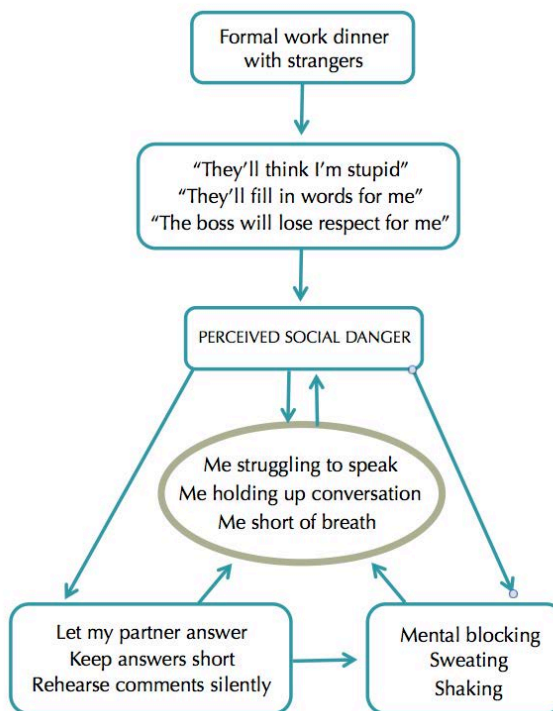 Formal work dinner
with strangers
“They’ll think I’m stupid”
“They’ll fill in words for me”
“The boss will lose respect for me”
PERCEIVED SOCIAL DANGER
Me struggling to speak
Me holding up conversation
Me short of breath
Let my partner answer
Keep answers short
Rehearse comments silently
Mental blocking
Sweating
Shaking